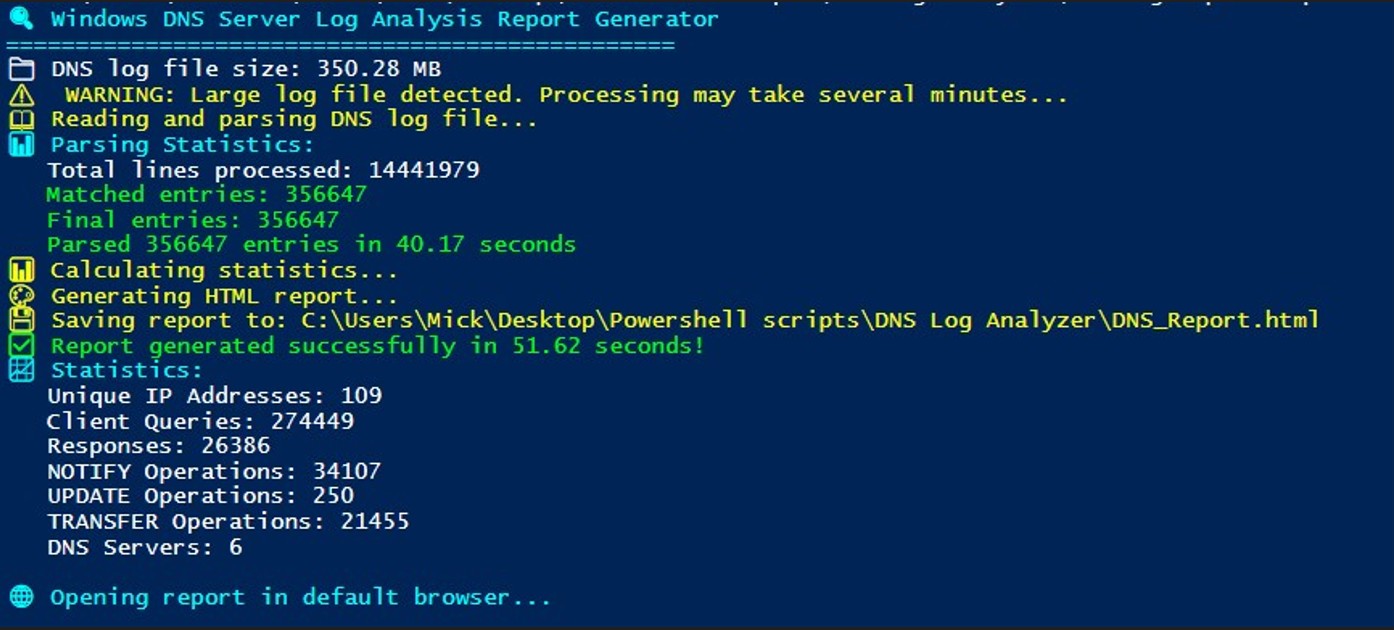 Windows DNS Server Log Analysis Report Generator
================================================
DNS log file size: 350.28 MB
WARNING: Large log file detected. Processing may take several minutes...
Reading and parsing DNS log file...
Parsing Statistics:
Total lines processed: 14441979
Matched entries: 356647
Final entries: 356647
Parsed 356647 entries in 40.17 seconds
Calculating statistics...
Generating HTML report...
Saving report to: C:\Users\Mick\Desktop\Powershell scripts\DNS Log Analyzer\DNS_Report.html
Report generated successfully in 51.62 seconds!
Statistics:
Unique IP Addresses: 109
Client Queries: 274449
Responses: 26386
NOTIFY Operations: 34107
UPDATE Operations: 250
TRANSFER Operations: 21455
DNS Servers: 6
Opening report in default browser...